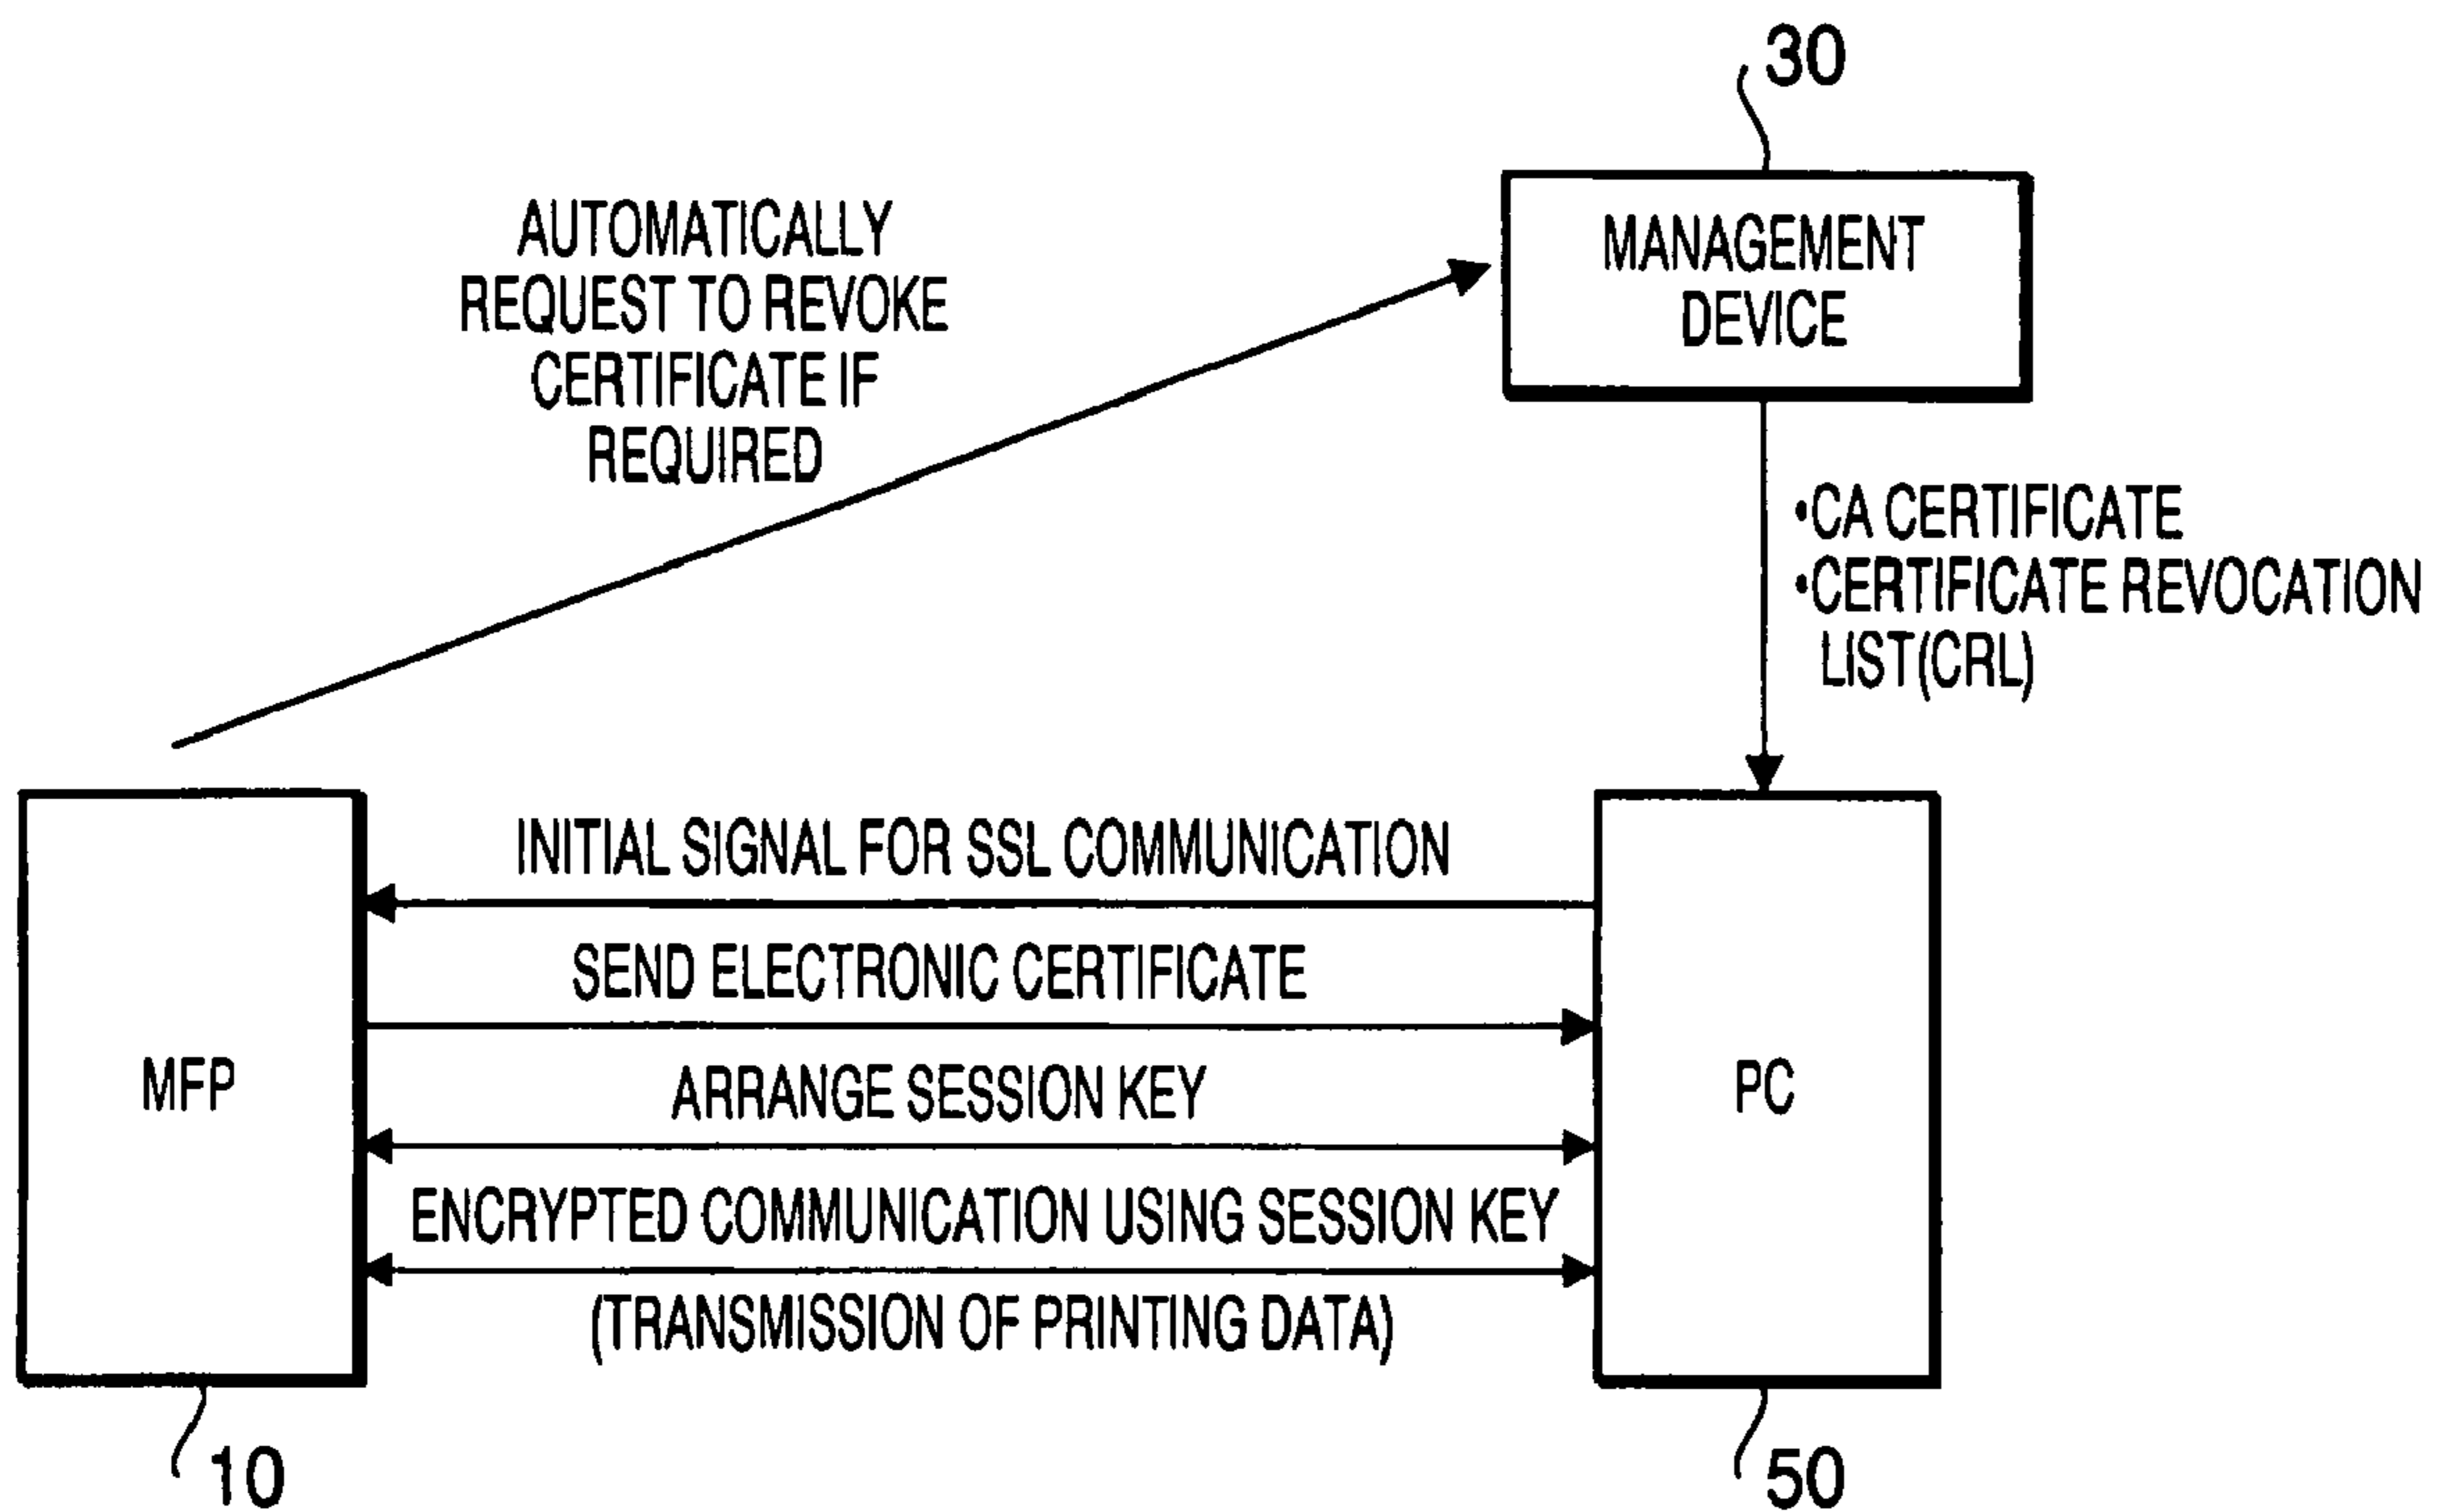 30
AUTOMATICALLY
REQUEST TO REVOKE
CERTIFICATE IF
REQUIRED
MANAGEMENT
DEVICE
•CA CERTIFICATE
•CERTIFICATE REVOCATION
LIST(CRL)
INITIAL SIGNAL FOR SSL COMMUNICATION
SEND ELECTRONIC CERTIFICATE
MFP
PC
ARRANGE SESSION KEY
ENCRYPTED COMMUNICATION USING SESSION KEY
(TRANSMISSION OF PRINTING DATA)
10
50